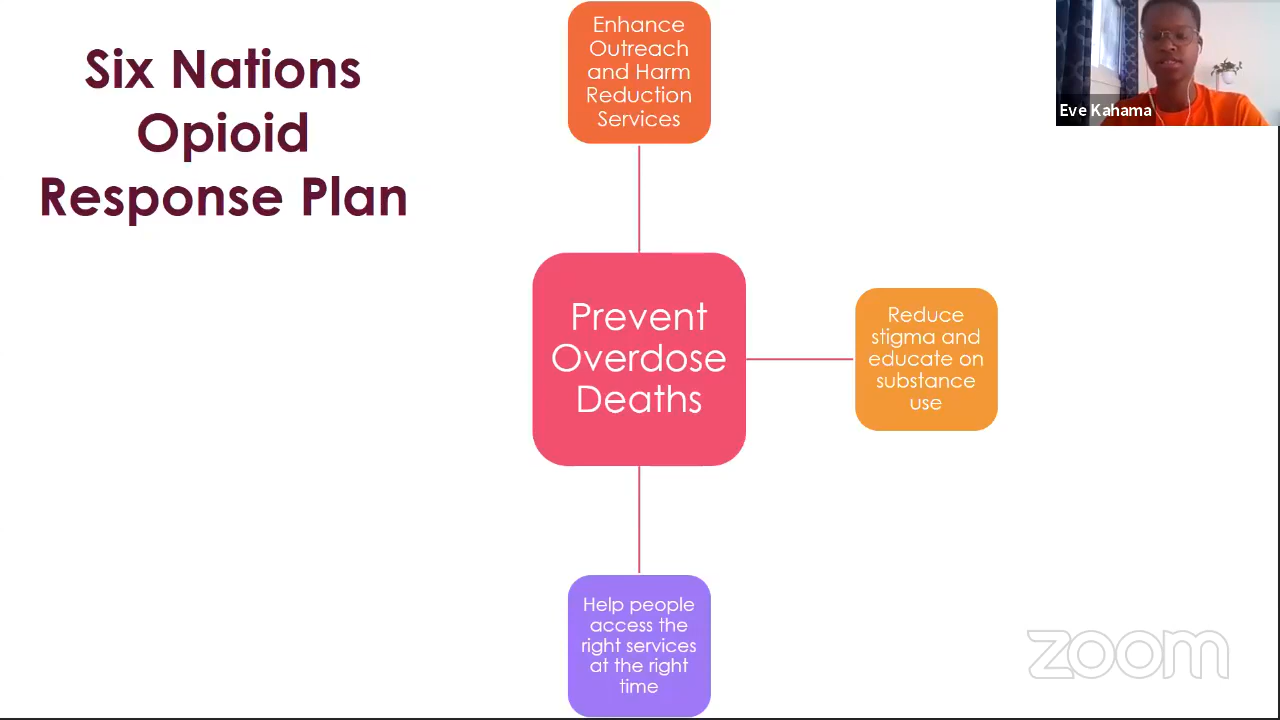 Six Nations
Opioid
Response Plan
Enhance
Outreach
and Harm
Reduction
Services
Eve Kahama
Prevent
Overdose
Deaths
Reduce
stigma and
educate on
substance
use
Help people
access the
right services
at the right
time
zoom